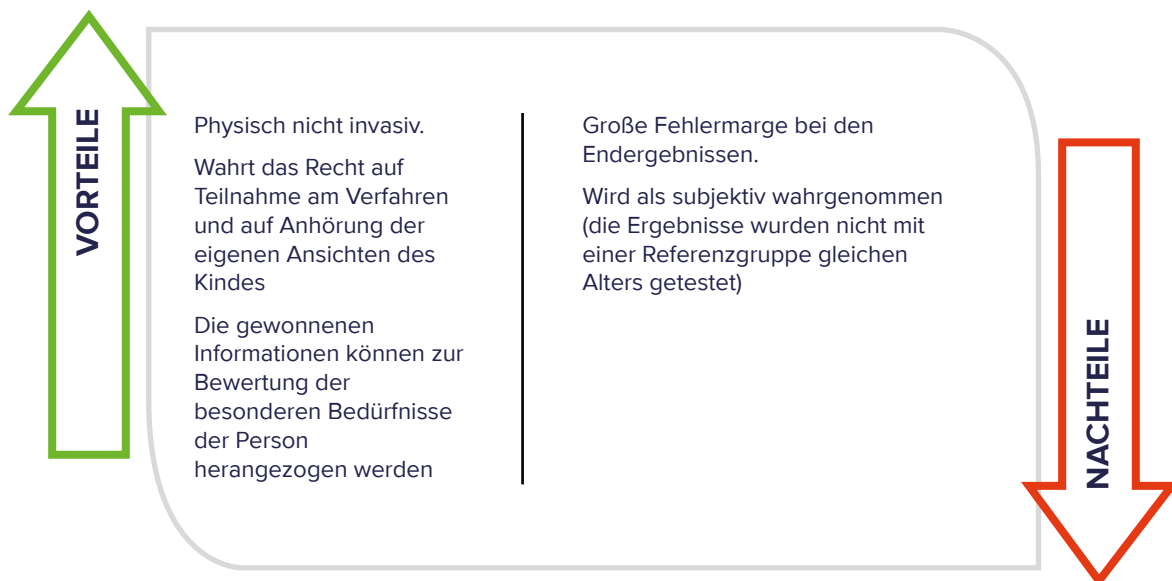 VORTEILE
Physisch nicht invasiv.
Wahrt das Recht auf
Teilnahme am Verfahren
und auf Anhörung der
eigenen Ansichten des
Kindes
Die gewonnenen
Informationen können zur
Bewertung der
besonderen Bedürfnisse
der Person
herangezogen werden
Große Fehlermarge bei den
Endergebnissen.
Wird als subjektiv wahrgenommen
(die Ergebnisse wurden nicht mit
einer Referenzgruppe gleichen
Alters getestet)
NACHTEILE